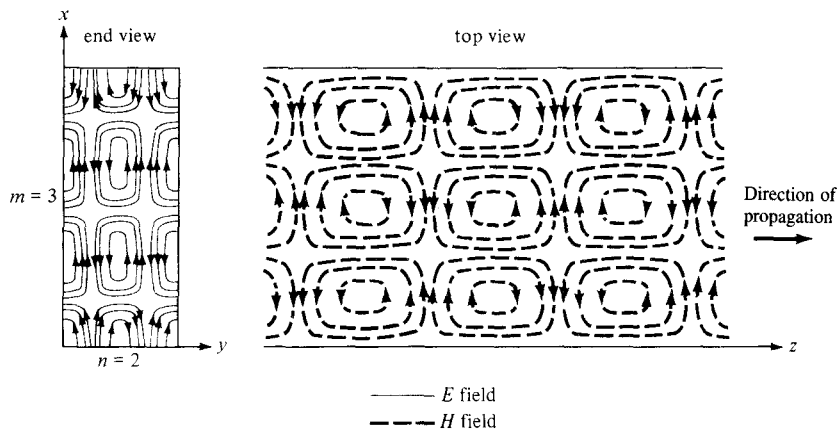 x
end view
top view
m = 3
n = 2
y
z
Direction of
propagation
E field
H field